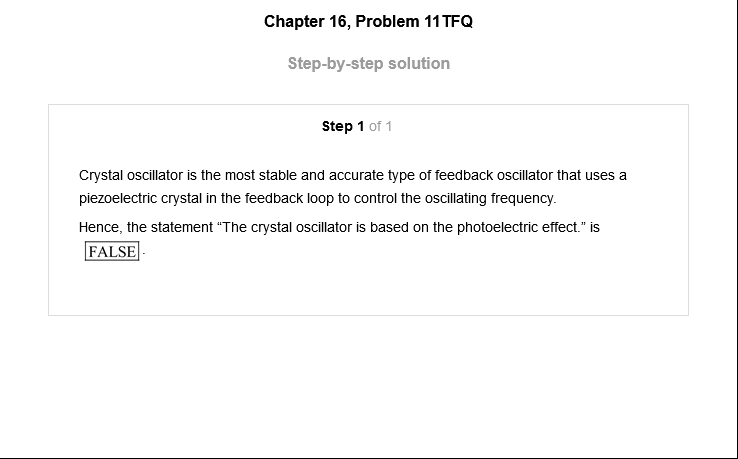 Chapter 16, Problem 11TFQ
Step-by-step solution
Step 1 of 1
Crystal oscillator is the most stable and accurate type of feedback oscillator that uses a
piezoelectric crystal in the feedback loop to control the oscillating frequency.
Hence, the statement “The crystal oscillator is based on the photoelectric effect.” is
FALSE .